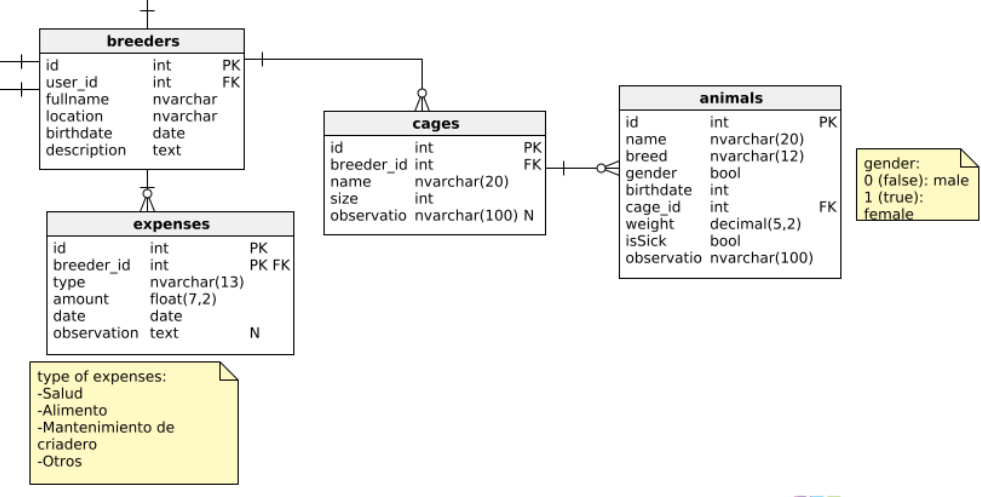 breeders
id int PK
user_id int FK
fullname nvarchar
location nvarchar
birthdate date
description text
expenses
id int PK
breeder_id int PK FK
type nvarchar(13)
amount float(7,2)
date date
observation text N
type of expenses:
-Salud
-Alimento
-Mantenimiento de
criadero
-Otros
cages
id int PK
breeder_id int FK
name nvarchar(20)
size int
observatio nvarchar(100) N
animals
id int PK
name nvarchar(20)
breed nvarchar(12)
gender bool
birthdate int
cage_id int FK
weight decimal(5,2)
isSick bool
observatio nvarchar(100)
gender:
0 (false): male
1 (true):
female